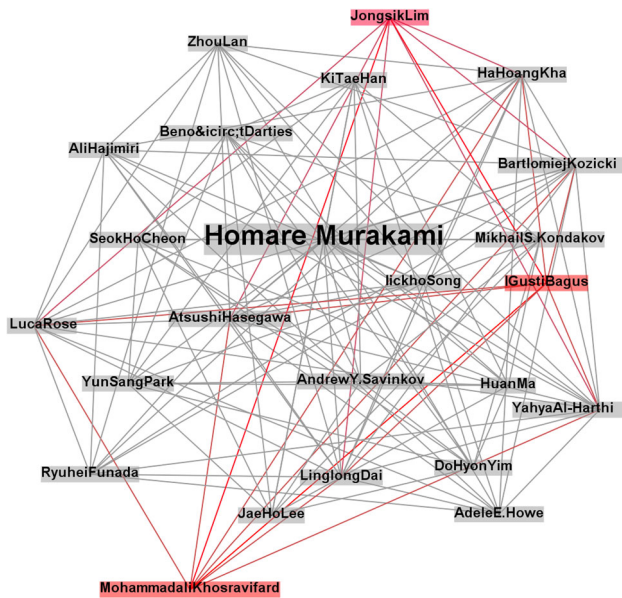 JongsikLim
ZhouLan
KiTaeHan
HaHoangKha
Beno&icirc;tDarties
AliHajimiri
BartlomiejKozicki
SeokHoCheon
Homare Murakami
MikhailS.Kondakov
IickhoSong
IGustiBagus
LucaRose
AtsushiHasegawa
YunSangPark
AndrewY.Savinkov
HuanMa
YahyaAl-Harthi
RyuheiFunada
LinglongDai
DoHyonYim
JaeHoLee
AdeleE.Howe
MohammadaliKhosravifard